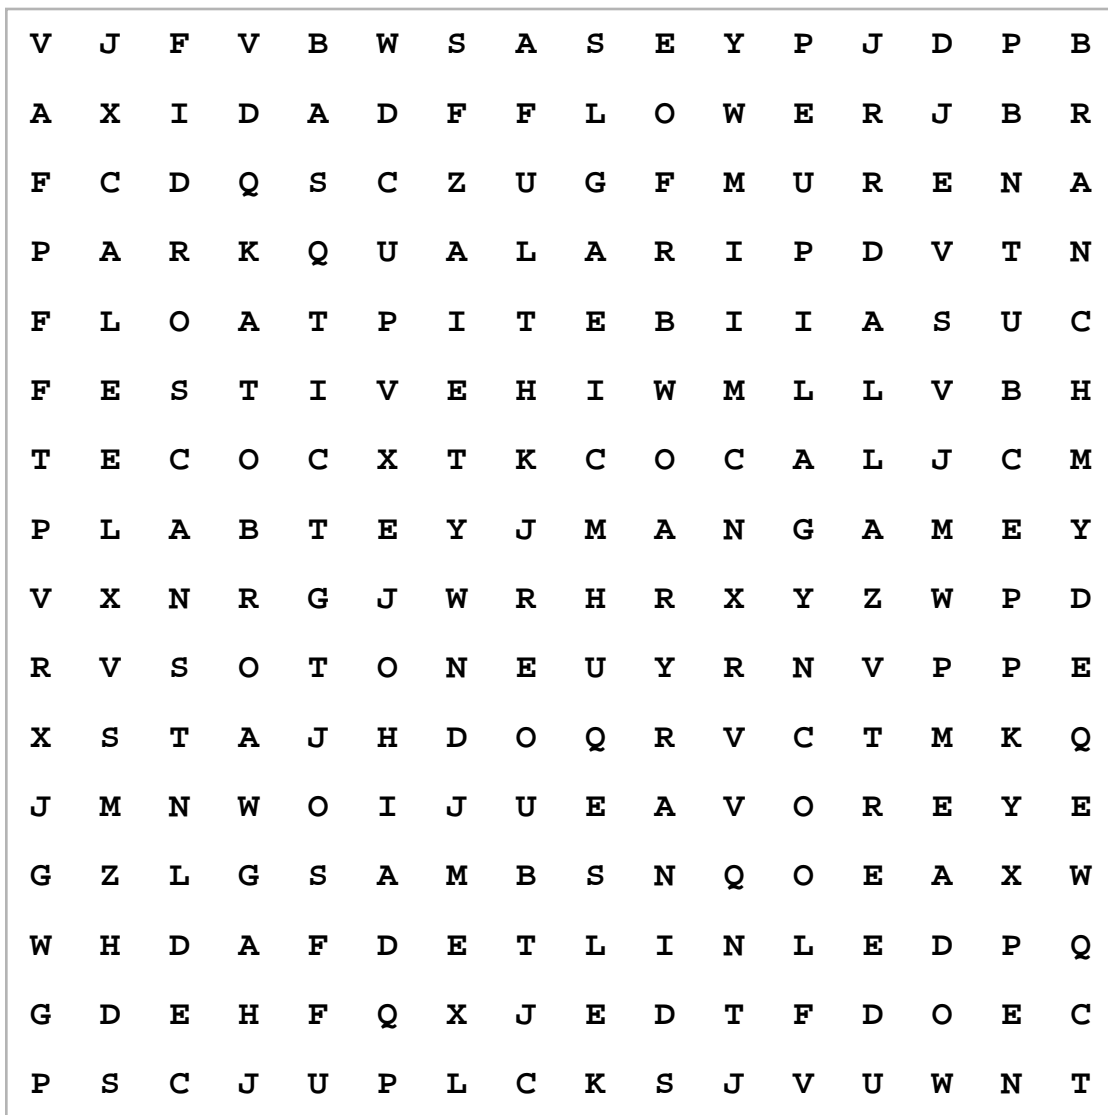 V J F V B W S A S E Y P J D P B
A X I D A D F F L O W E R J B R
F C D Q S C Z U G F M U R E N A
P A R K Q U A L A R I P D V T N
F L O A T P I T E B I I A S U C
F E S T I V E H I W M L L V B H
T E C O C X T K C O C A L J C M
P L A B T E Y J M A N G A M E Y
V X N R G J W R H R X Y Z W P D
R V S O T O N E U Y R N V P P E
X S T A J H D O Q R V C T M K Q
J M N W O I J U E A V O R E Y E
G Z L G S A M B S N Q O E A X W
W H D A F D E T L I N L E D P Q
G D E H F Q X J E D T F D O E C
P S C J U P L C K S J V U W N T